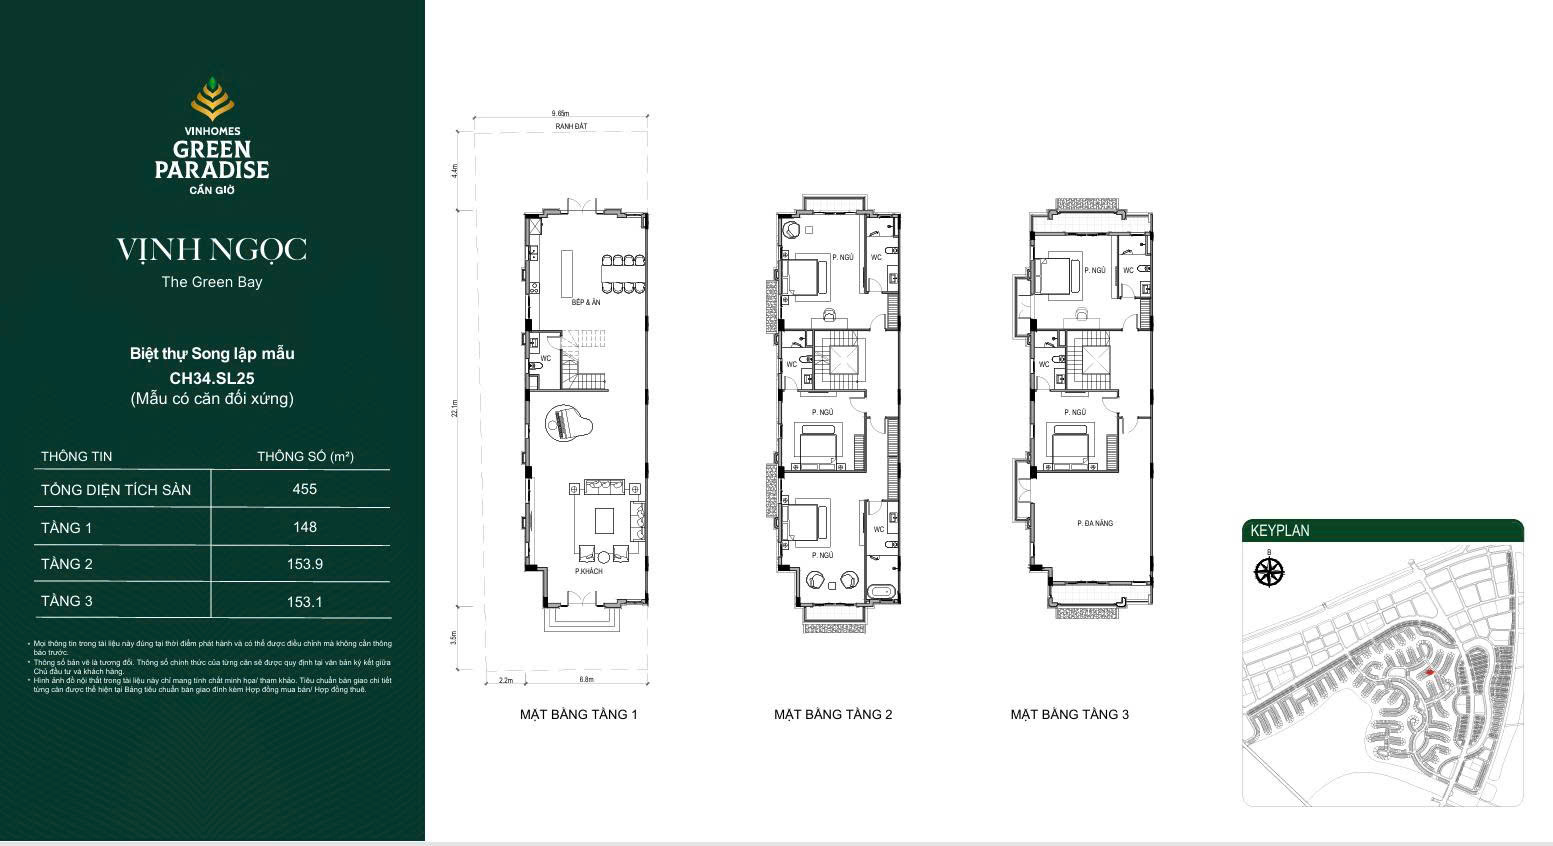 VINHOMES
GREEN
PARADISE
CẦN GIỜ
VỊNH NGỌC
The Green Bay
Biệt thự Song lập mẫu
CH34.SL25
(Mẫu có căn đối xứng)
THÔNG TIN THÔNG SỐ (m²)
TỔNG DIỆN TÍCH SÀN 455
TẦNG 1 148
TẦNG 2 153.9
TẦNG 3 153.1
* Mọi thông tin trong tài liệu này đúng tại thời điểm phát hành và có thể được điều chỉnh mà không cần thông
báo trước.
* Thông số bản vẽ là tương đối. Thông số chính thức của từng căn sẽ được quy định tại văn bản ký kết giữa
Chủ đầu tư và khách hàng.
* Hình ảnh đồ nội thất trong tài liệu này chỉ mang tính chất minh họa/ tham khảo. Tiêu chuẩn bàn giao chi tiết
từng căn được thể hiện tại Bảng tiêu chuẩn bàn giao đính kèm Hợp đồng mua bán/ Hợp đồng thuê.
9.65m
RANH ĐẤT
4.4m
22.1m
3.5m
2.2m
6.8m
BẾP & ĂN
WC
P.KHÁCH
MẶT BẰNG TẦNG 1
P. NGỦ
WC
WC
P. NGỦ
WC
P. NGỦ
MẶT BẰNG TẦNG 2
P. NGỦ
WC
WC
P. NGỦ
P. ĐA NĂNG
MẶT BẰNG TẦNG 3
KEYPLAN
B